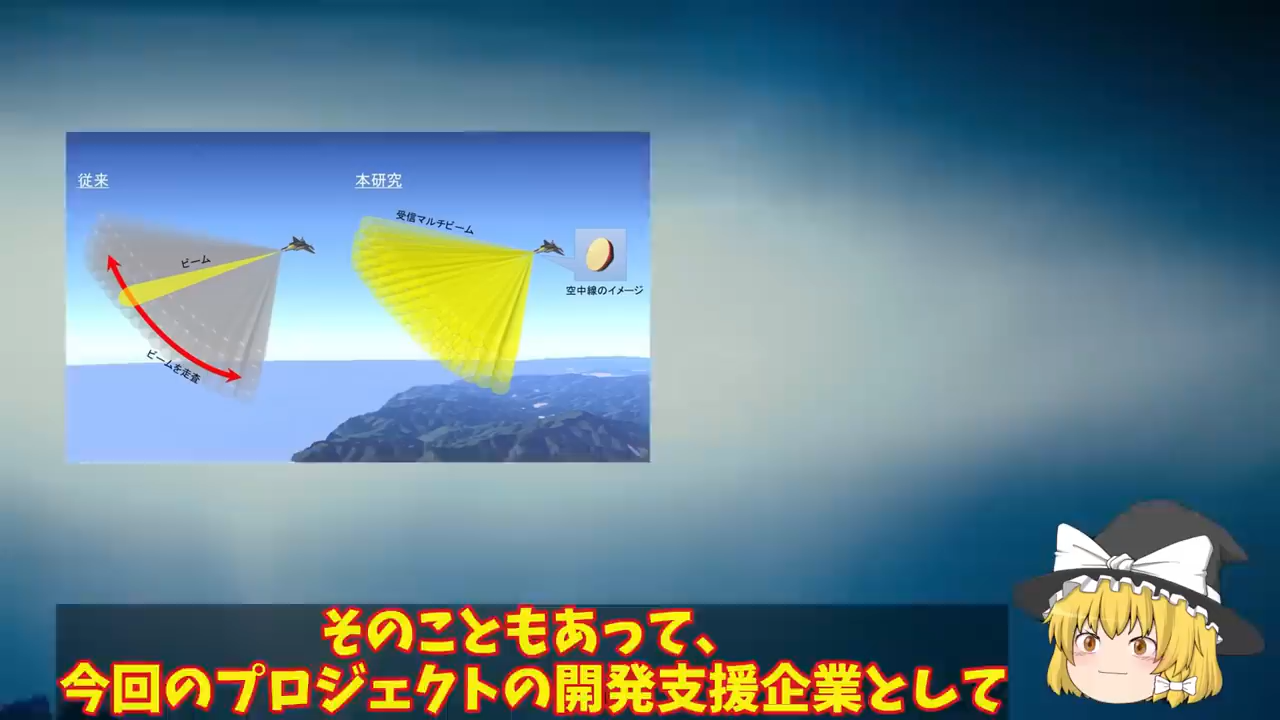 従来
本研究
受信マルチビーム
ビーム
空中線のイメージ
ビームを走査
そのこともあって、
今回のプロジェクトの開発支援企業として